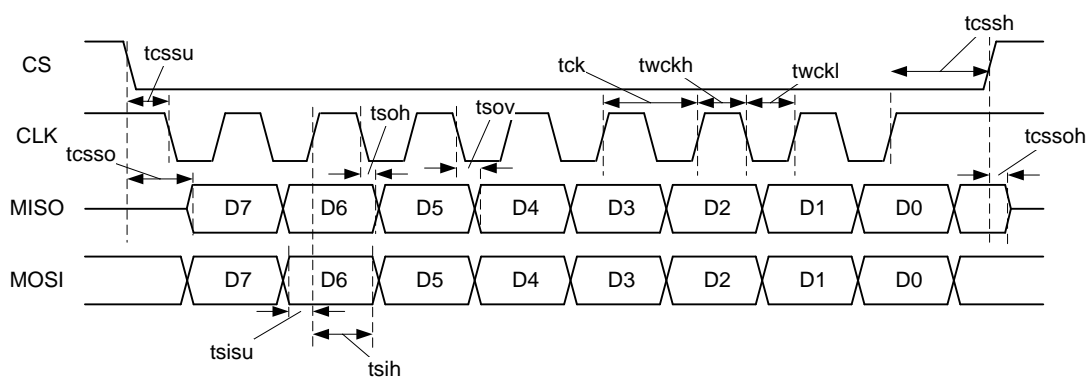 tcssh
tcssu
CS
tck
twckh
twckl
tsoh
tsov
CLK
tcsso
tcssoh
MISO
D7
D6
D5
D4
D3
D2
D1
D0
MOSI
D7
D6
D5
D4
D3
D2
D1
D0
tsisu
tsih